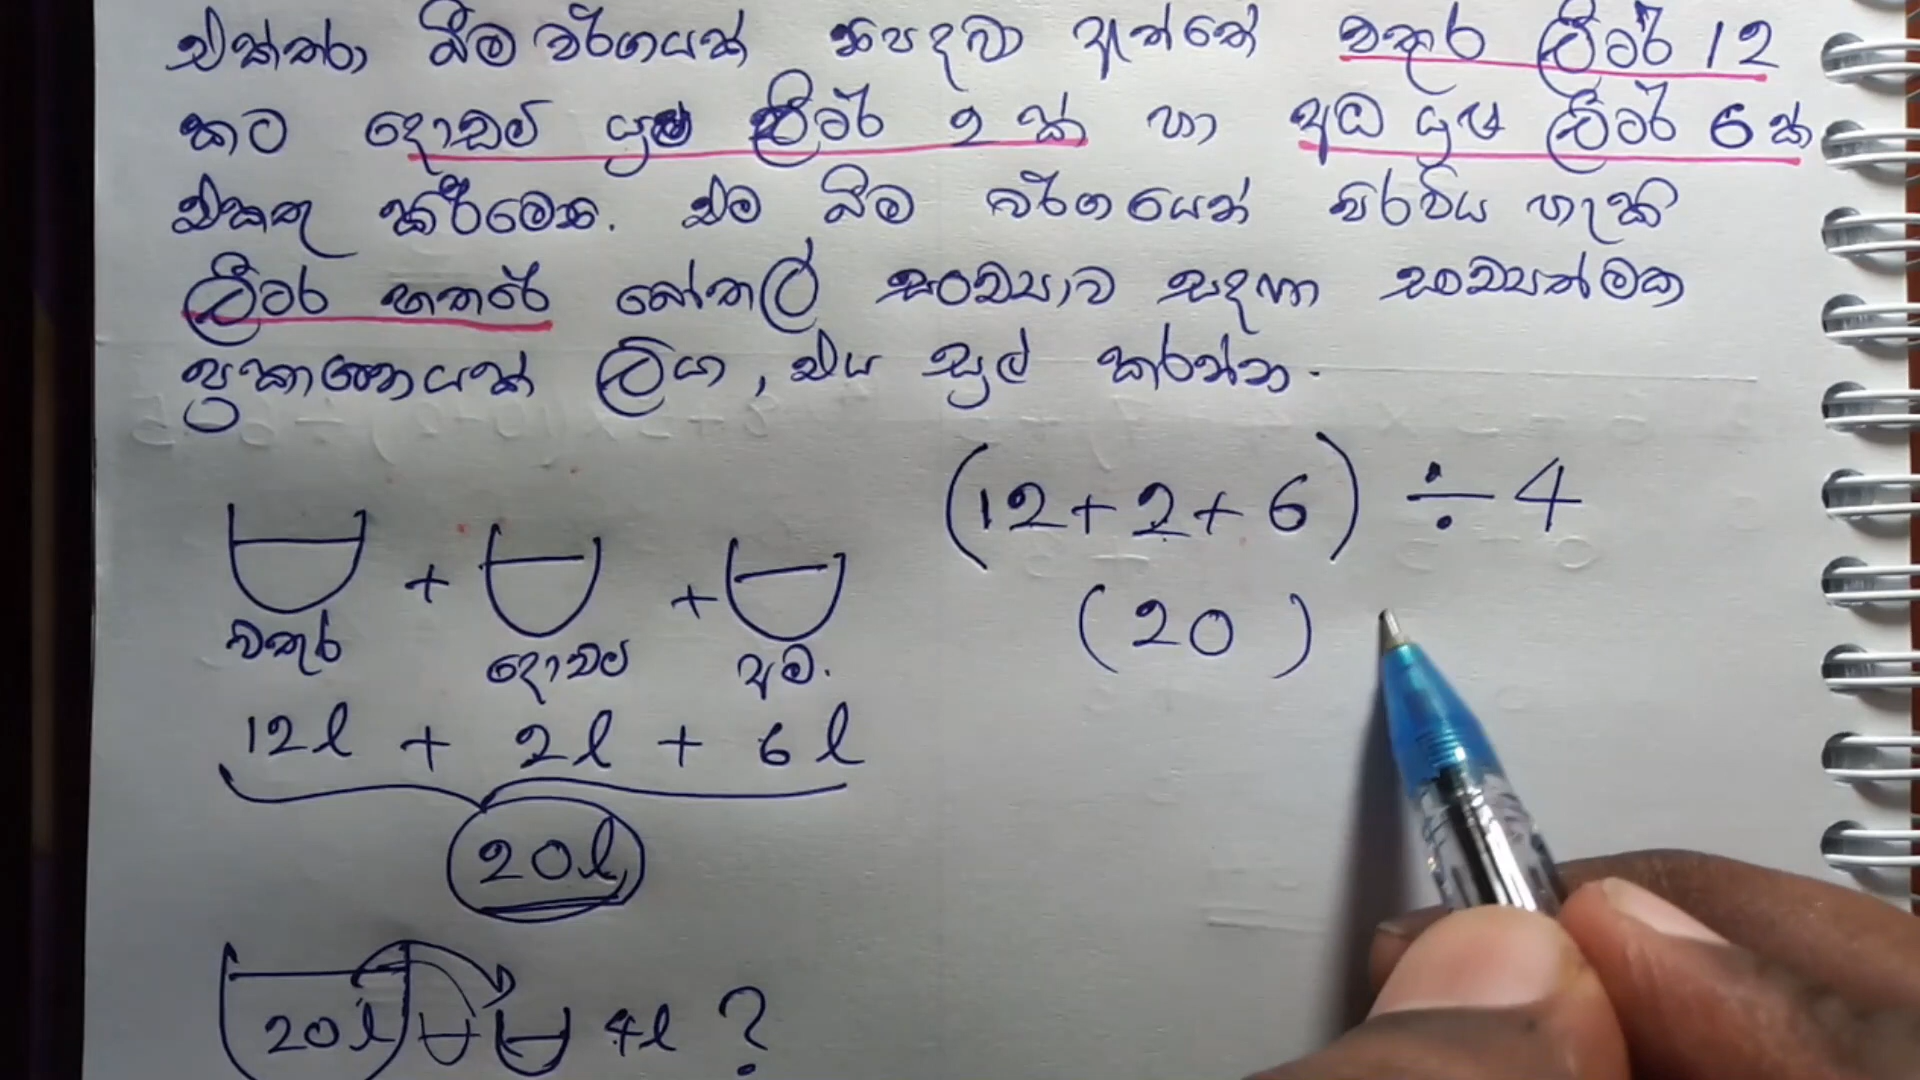 එක්තරා බීම වර්ගයක් නිපදවා ඇත්තේ වතුර ලීටර් 12
කට දොඩම් යුෂ ලීටර් 2 ක් හා අඹ යුෂ ලීටර් 6 ක්
එකතු කිරීමෙනි. එම බීම වර්ගයෙන් පිරවිය හැකි
ලීටර් හතරේ බෝතල් සංඛ්‍යාව සඳහා සංඛ්‍යාත්මක
ප්‍රකාශනයක් ලියා, එය සුළු කරන්න.
(12+2+6) ÷ 4
(20)
+ +
වතුර දොඩම් අඹ.
12l + 2l + 6l
20l
20l 4l ?